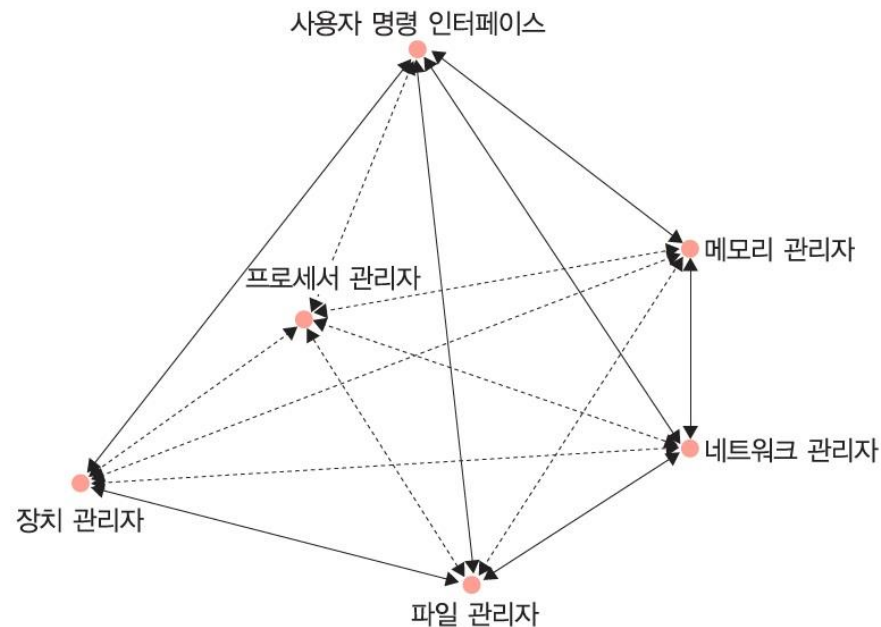 사용자 명령 인터페이스
메모리 관리자
프로세서 관리자
네트워크 관리자
장치 관리자
파일 관리자